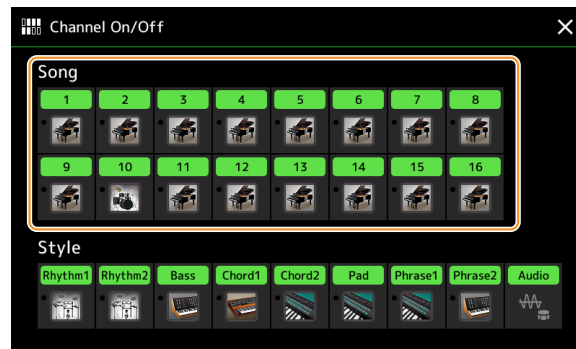 Channel On/Off
Song
1 2 3 4 5 6 7 8
9 10 11 12 13 14 15 16
Style
Rhythm1 Rhythm2 Bass Chord1 Chord2 Pad Phrase1 Phrase2 Audio